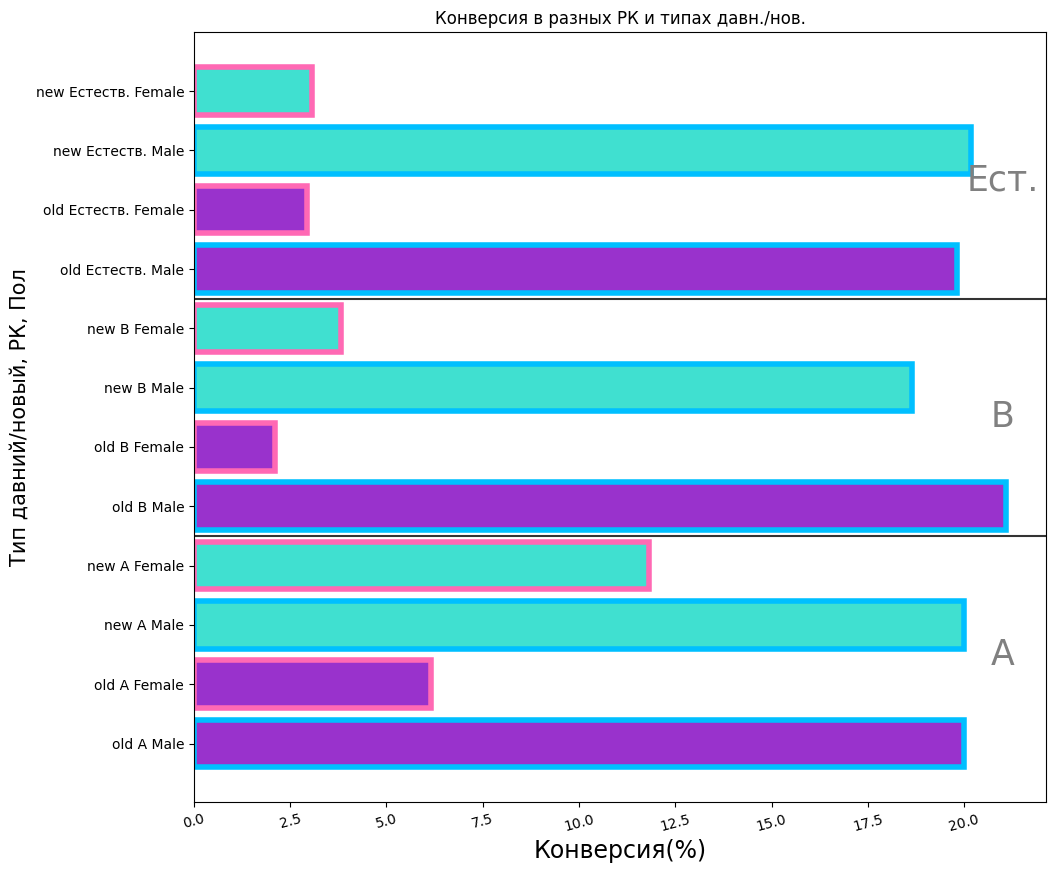 Конверсия в разных РК и типах давн./нов.
Тип давний/новый, РК, Пол
new Естеств. Female
new Естеств. Male
old Естеств. Female
old Естеств. Male
new B Female
new B Male
old B Female
old B Male
new A Female
new A Male
old A Female
old A Male
Ест.
B
A
0.0 2.5 5.0 7.5 10.0 12.5 15.0 17.5 20.0
Конверсия(%)